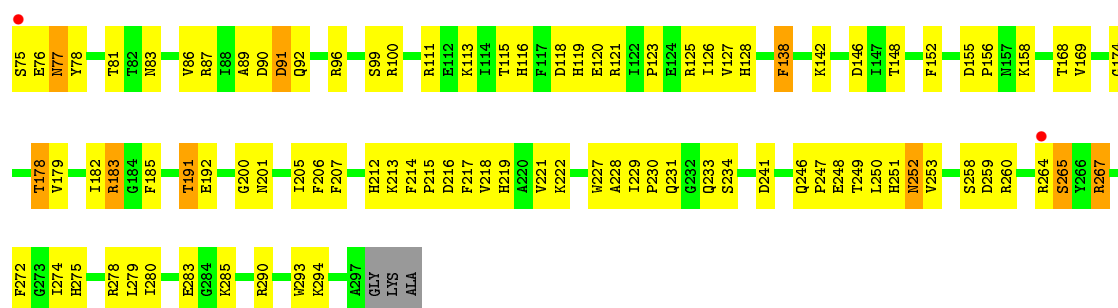 S75 E76 N77 Y78 T81 T82 N83 V86 R87 I88 A89 D90 D91 Q92 R96 S99 R100 R111 E112 K113 I114 T115 H116 F117 D118 H119 E120 R121 I122 P123 E124 R125 I126 V127 H128 F138 K142 D146 I147 T148 F152 D155 P156 N157 K158 T168 V169
T178 V179 I182 R183 G184 F185 T191 E192 G200 N201 I205 F206 F207 H212 K213 F214 P215 D216 F217 V218 H219 A220 V221 K222 W227 A228 I229 P230 Q231 G232 Q233 S234 D241 Q246 P247 E248 T249 L250 H251 N252 V253 S258 D259 R260 R264 S265 Y266 R267
F272 G273 I274 H275 R278 L279 I280 E283 G284 K285 R290 W293 K294 A297 GLY LYS ALA